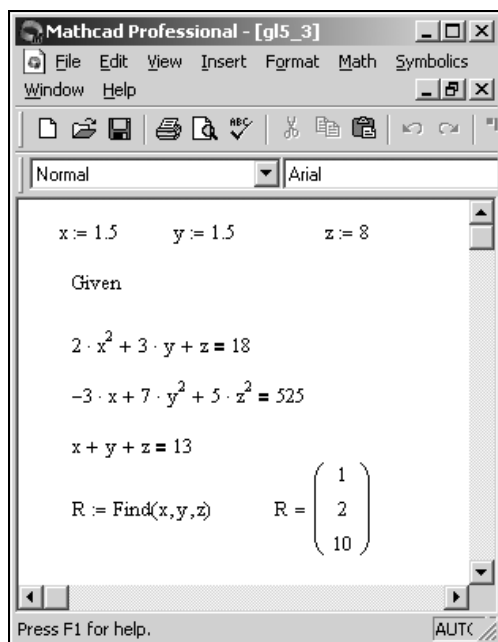 Mathcad Professional - [gl5_3]
File Edit View Insert Format Math Symbolics
Window Help
ABC
Normal Arial
x := 1.5 y := 1.5 z := 8
Given
2 · x² + 3 · y + z = 18
−3 · x + 7 · y² + 5 · z² = 525
x + y + z = 13
R := Find(x,y,z) R = ( 1
2
10 )
Press F1 for help. AUTO